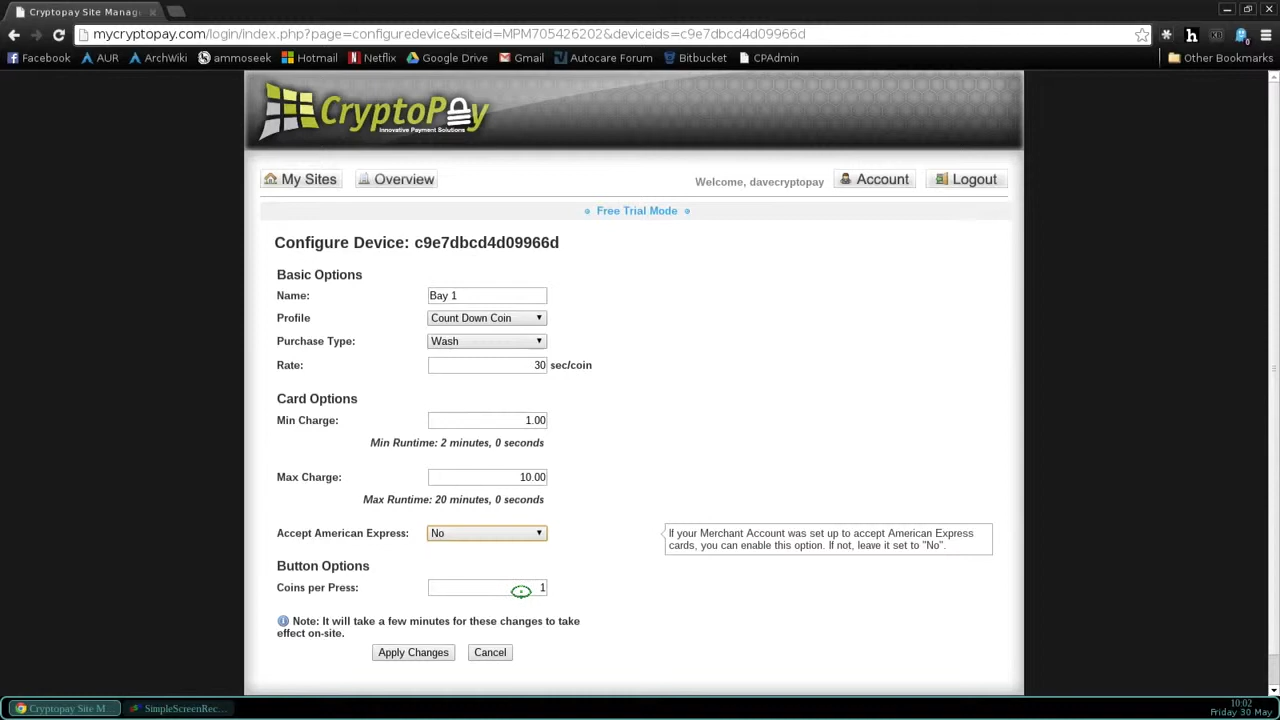 Cryptopay Site Manag
mycryptopay.com/login/index.php?page=configuredevice&siteid=MPM705426202&deviceids=c9e7dbcd4d09966d
Facebook AUR ArchWiki ammoseek Hotmail Netflix Google Drive Gmail Autocare Forum Bitbucket CPAdmin Other Bookmarks
CryptoPay
Innovative Payment Solutions
My Sites Overview Welcome, davecryptopay Account Logout
Free Trial Mode
Configure Device: c9e7dbcd4d09966d
Basic Options
Name: Bay 1
Profile Count Down Coin
Purchase Type: Wash
Rate: 30 sec/coin
Card Options
Min Charge: 1.00
Min Runtime: 2 minutes, 0 seconds
Max Charge: 10.00
Max Runtime: 20 minutes, 0 seconds
Accept American Express: No
If your Merchant Account was set up to accept American Express
cards, you can enable this option. If not, leave it set to "No".
Button Options
Coins per Press: 1
Note: It will take a few minutes for these changes to take
effect on-site.
Apply Changes Cancel
Cryptopay Site M... SimpleScreenRec... 10:02
Friday 30 May